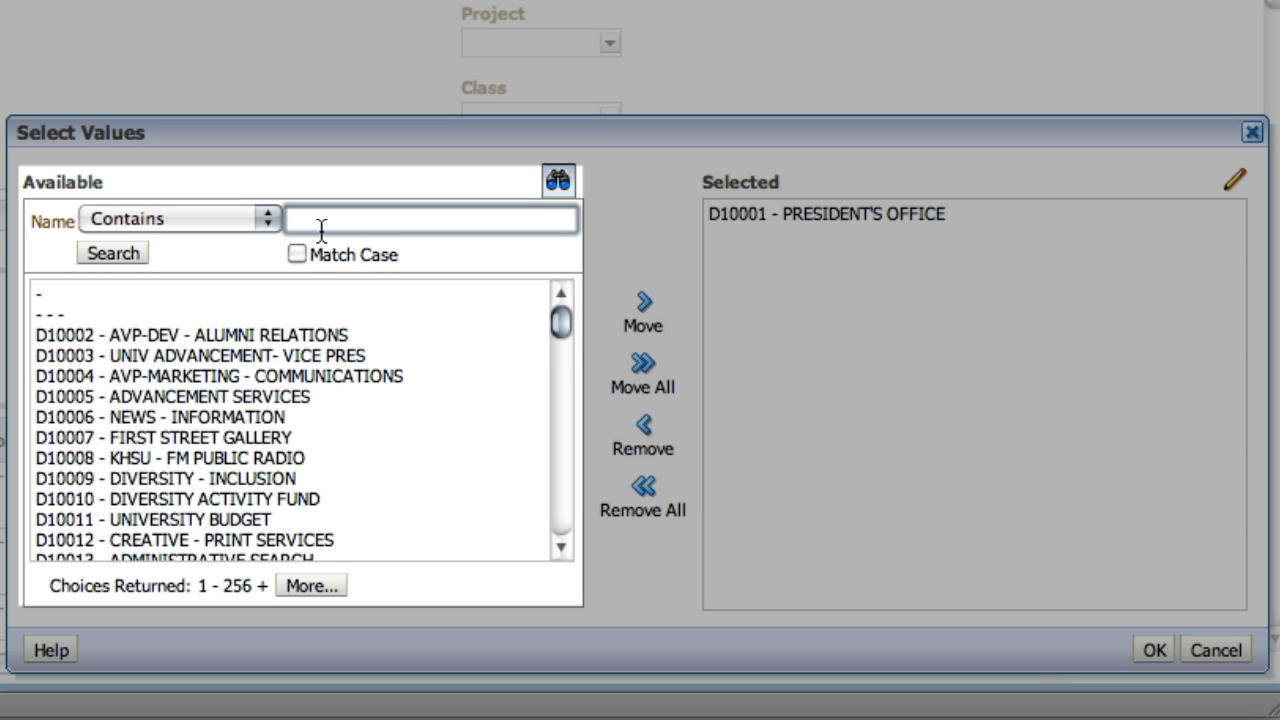 Project
Class
Select Values
Available
Name Contains
Search
Match Case
-
- - -
D10002 - AVP-DEV - ALUMNI RELATIONS
D10003 - UNIV ADVANCEMENT- VICE PRES
D10004 - AVP-MARKETING - COMMUNICATIONS
D10005 - ADVANCEMENT SERVICES
D10006 - NEWS - INFORMATION
D10007 - FIRST STREET GALLERY
D10008 - KHSU - FM PUBLIC RADIO
D10009 - DIVERSITY - INCLUSION
D10010 - DIVERSITY ACTIVITY FUND
D10011 - UNIVERSITY BUDGET
D10012 - CREATIVE - PRINT SERVICES
D10013 - ADMINISTRATIVE SEARCH
Choices Returned: 1 - 256 + More...
Move
Move All
Remove
Remove All
Selected
D10001 - PRESIDENT'S OFFICE
Help
OK
Cancel